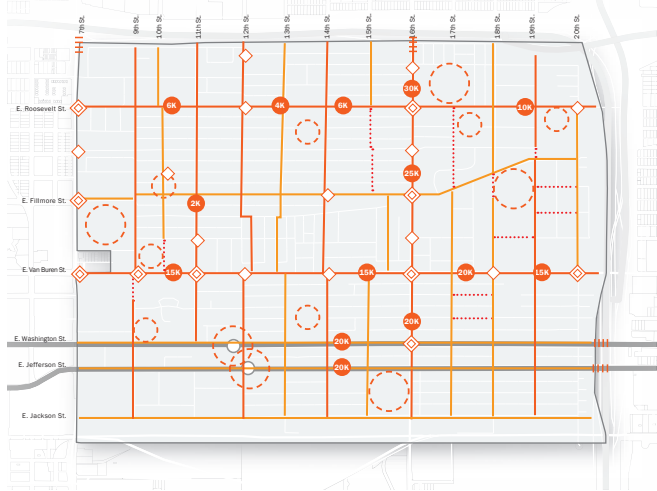 7th St.
9th St.
10th St.
11th St.
12th St.
13th St.
14th St.
15th St.
16th St.
17th St.
18th St.
19th St.
20th St.
30K
E. Roosevelt St.
6K
4K
6K
10K
25K
E. Fillmore St.
2K
E. Van Buren St.
15K
15K
20K
15K
20K
E. Washington St.
20K
E. Jefferson St.
20K
E. Jackson St.